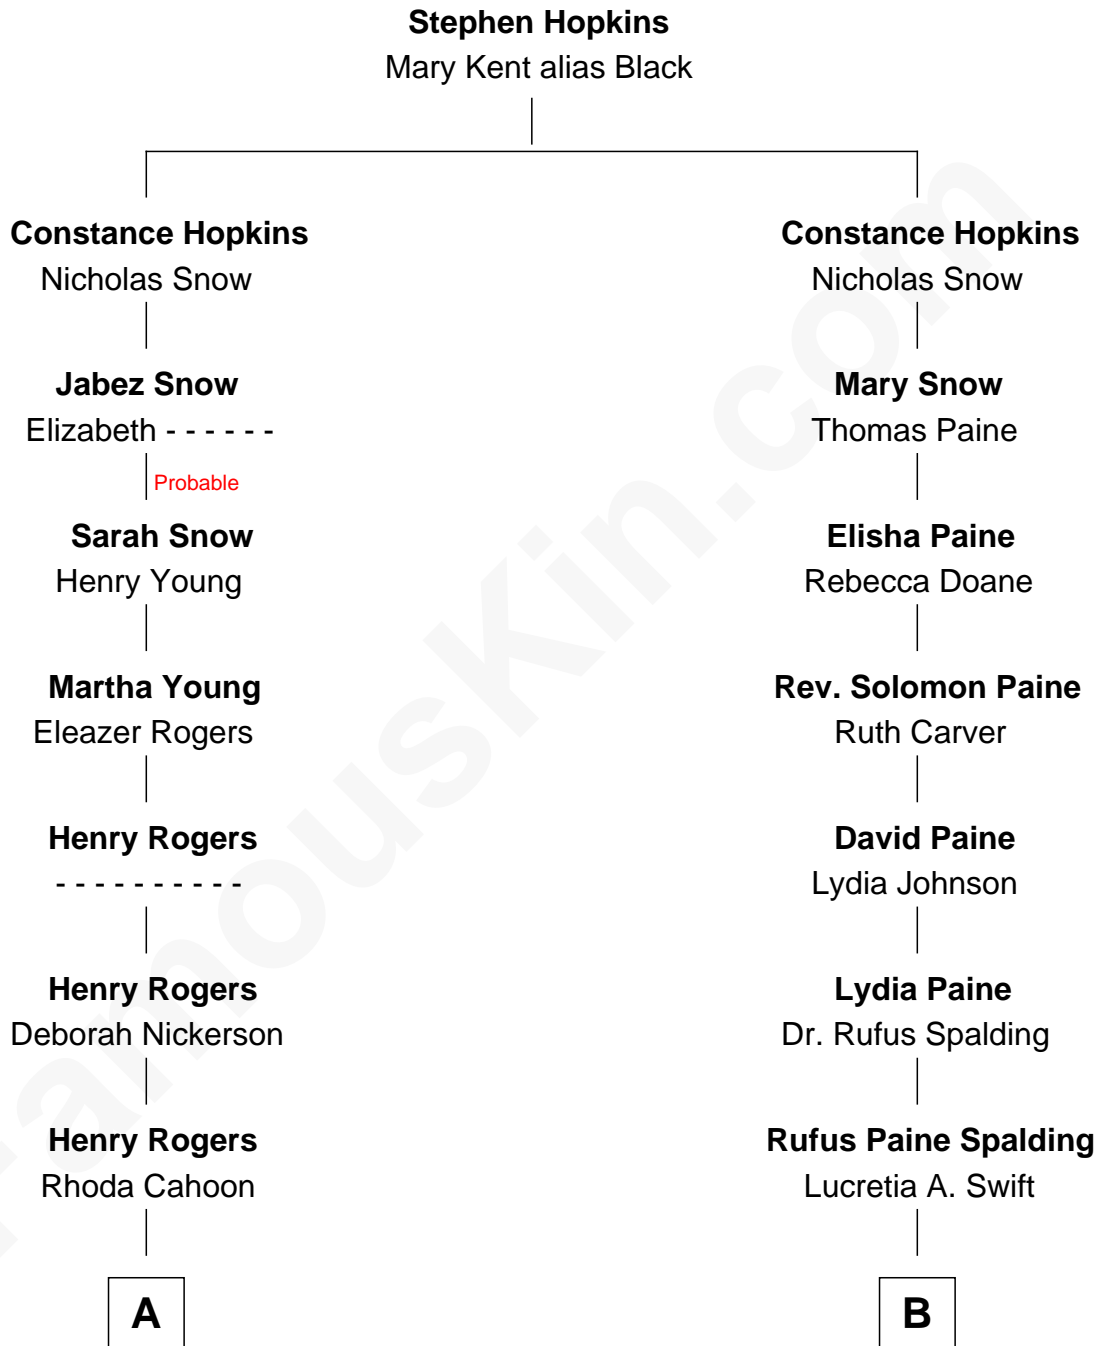 Stephen Hopkins
Mary Kent alias Black
Constance Hopkins
Nicholas Snow
Constance Hopkins
Nicholas Snow
Jabez Snow
Elizabeth - - - - - -
Mary Snow
Thomas Paine
Probable
Sarah Snow
Henry Young
Elisha Paine
Rebecca Doane
Martha Young
Eleazer Rogers
Rev. Solomon Paine
Ruth Carver
Henry Rogers
- - - - - - - - - -
David Paine
Lydia Johnson
Henry Rogers
Deborah Nickerson
Lydia Paine
Dr. Rufus Spalding
Henry Rogers
Rhoda Cahoon
Rufus Paine Spalding
Lucretia A. Swift
A
B
FamousKin.com